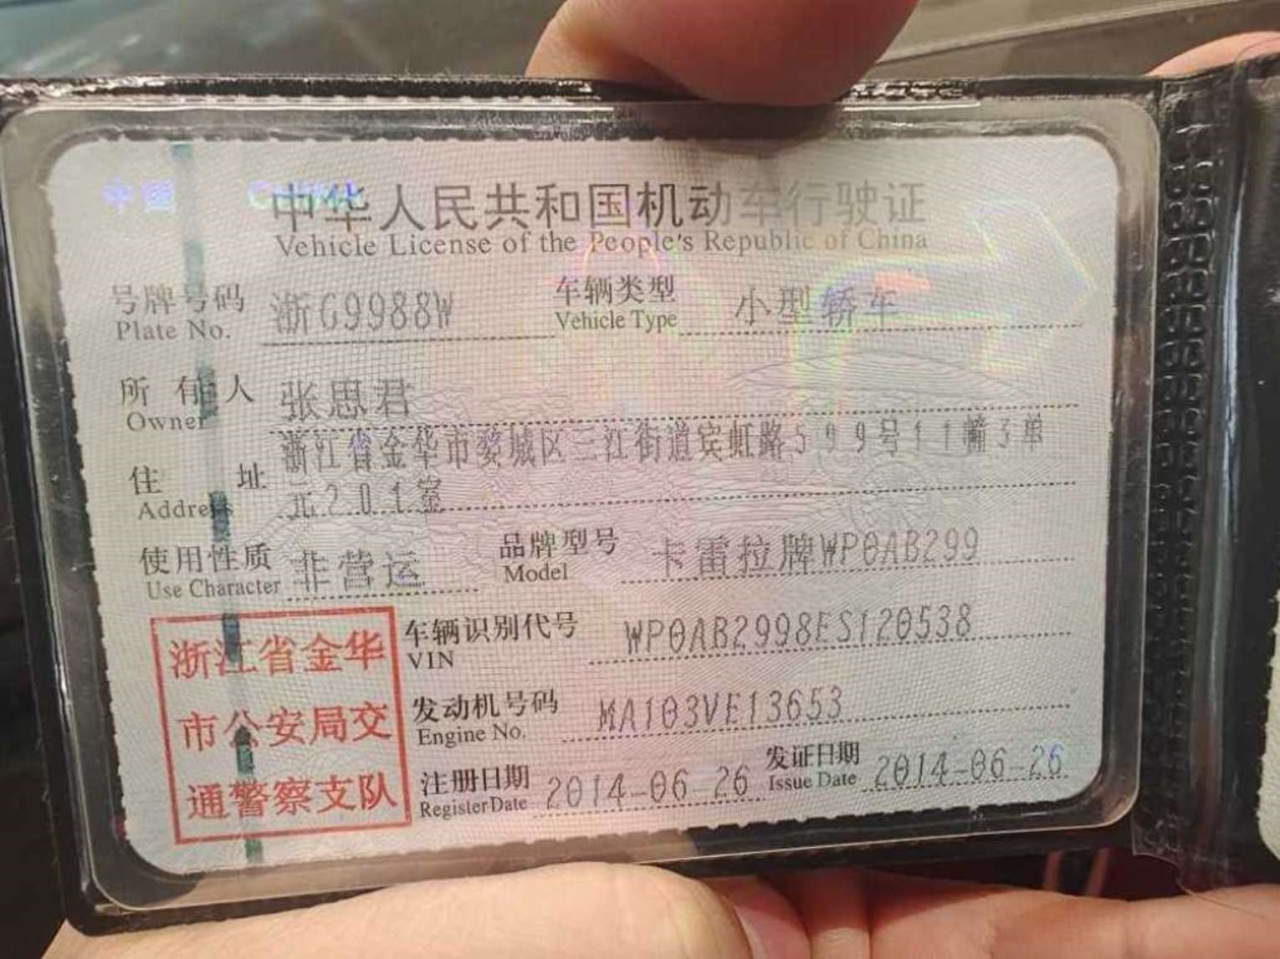 中国 CHINA
中华人民共和国机动车行驶证
Vehicle License of the People's Republic of China
号牌号码 浙G9988W 车辆类型 小型轿车
Plate No. Vehicle Type
所有人 张思君
Owner
浙江省金华市婺城区三江街道宾虹路599号11幢3单
住址 元201室
Address
使用性质 非营运 品牌型号 卡雷拉牌WP0AB299
Use Character Model
浙江省金华 车辆识别代号 WP0AB2998ES120538
VIN
市公安局交 发动机号码 MA103VE13653
Engine No.
通警察支队 注册日期 2014-06-26 发证日期 2014-06-26
Register Date Issue Date